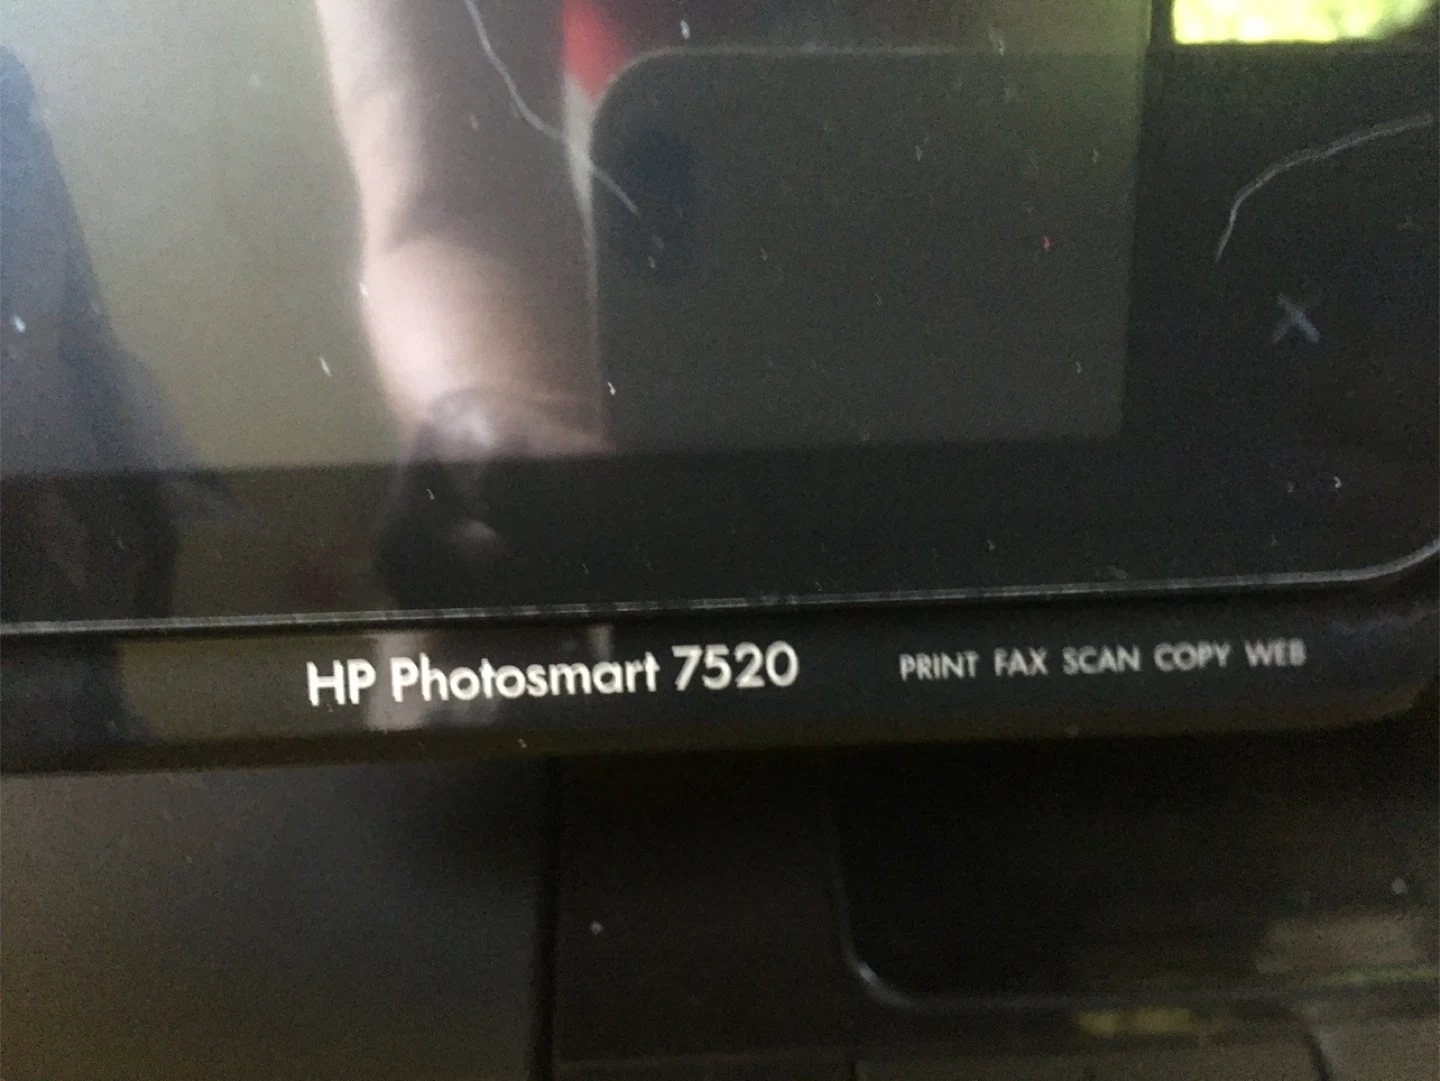 HP Photosmart 7520 PRINT FAX SCAN COPY WEB